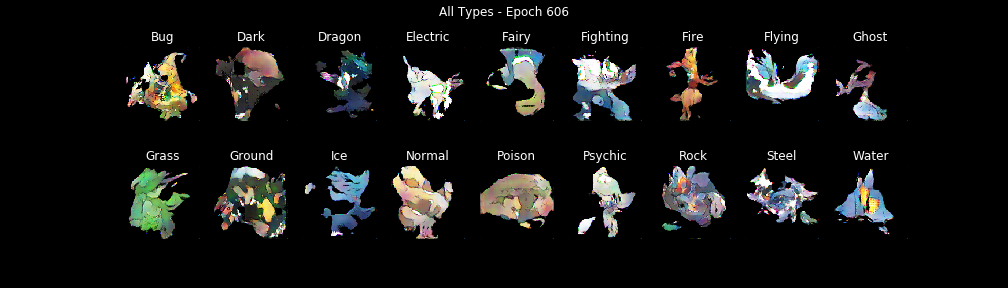 All Types - Epoch 606
Bug Dark Dragon Electric Fairy Fighting Fire Flying Ghost
Grass Ground Ice Normal Poison Psychic Rock Steel Water